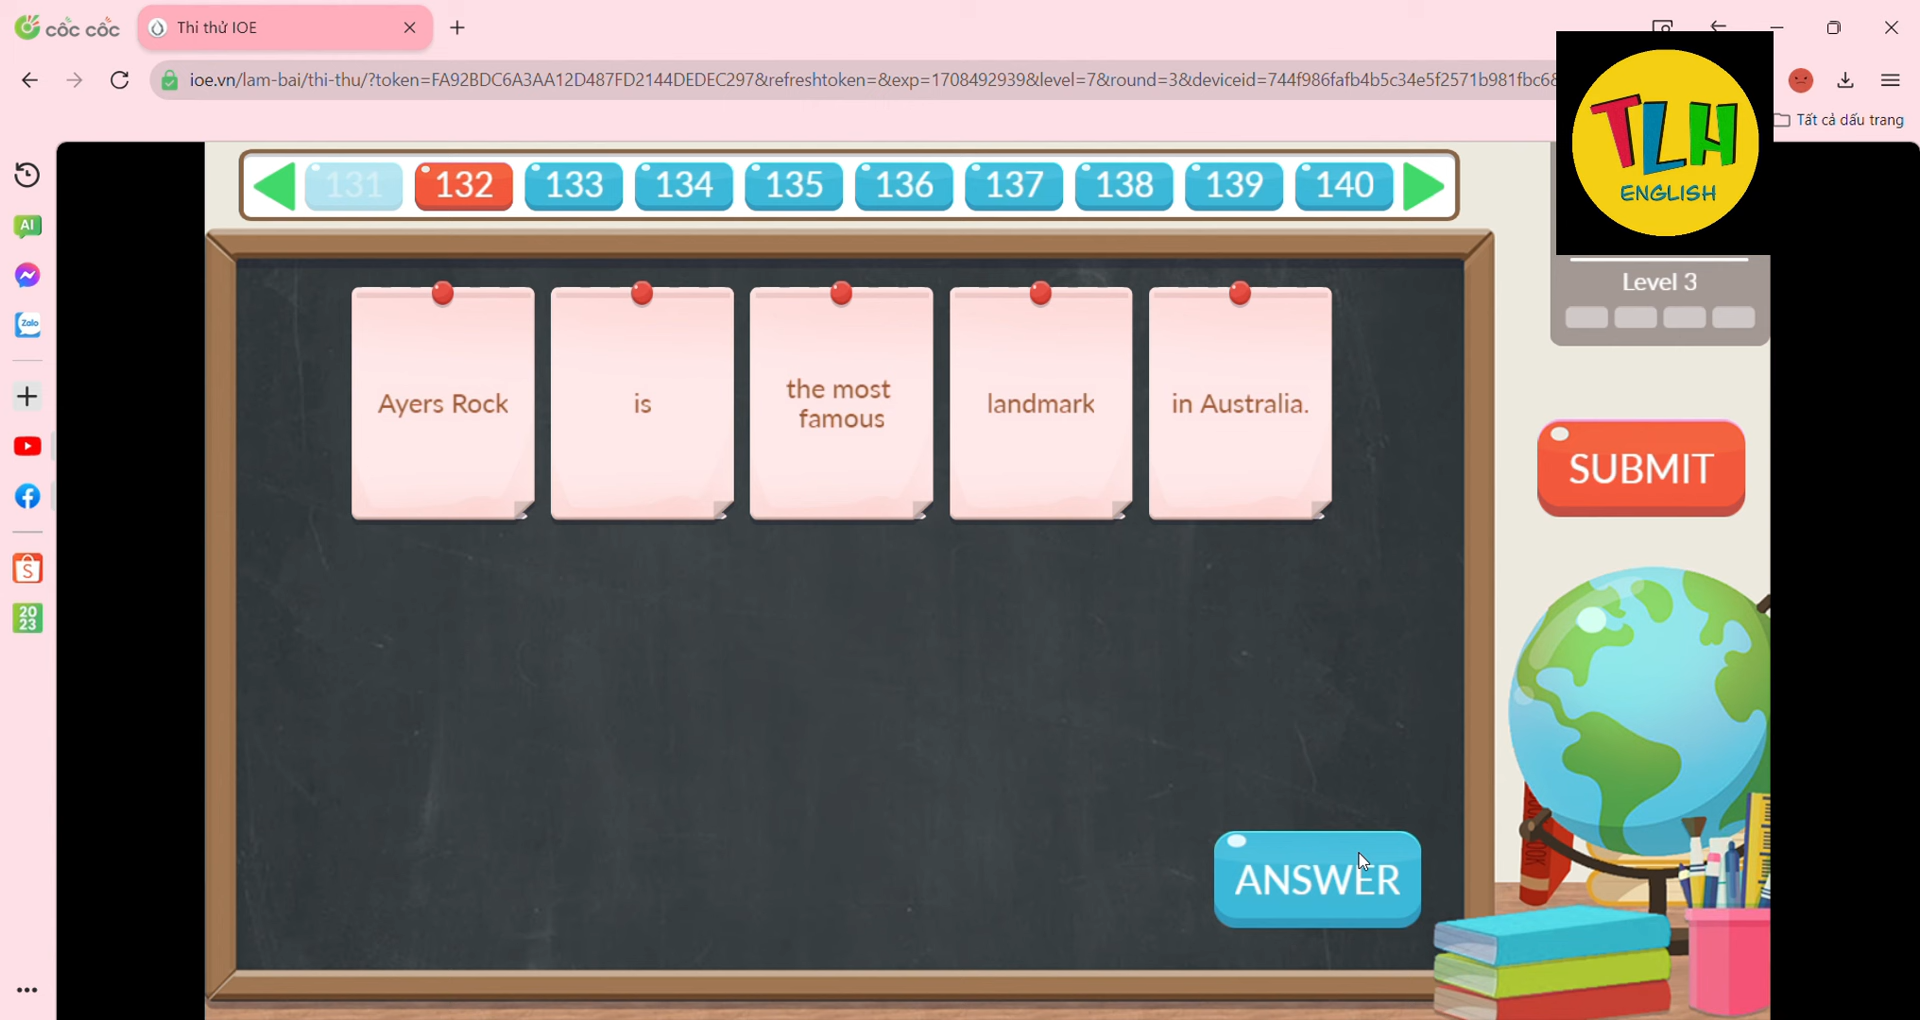 cốc cốc
Thi thử IOE
ioe.vn/lam-bai/thi-thu/?token=FA92BDC6A3AA12D487FD2144DEDEC297&refreshtoken=&exp=1708492939&level=7&round=3&deviceid=744f986fafb4b5c34e5f2571b981fbc6&
Tất cả dấu trang
TLH
ENGLISH
AI
Zalo
20
23
131 132 133 134 135 136 137 138 139 140
Level 3
Ayers Rock
is
the most
famous
landmark
in Australia.
SUBMIT
ANSWER